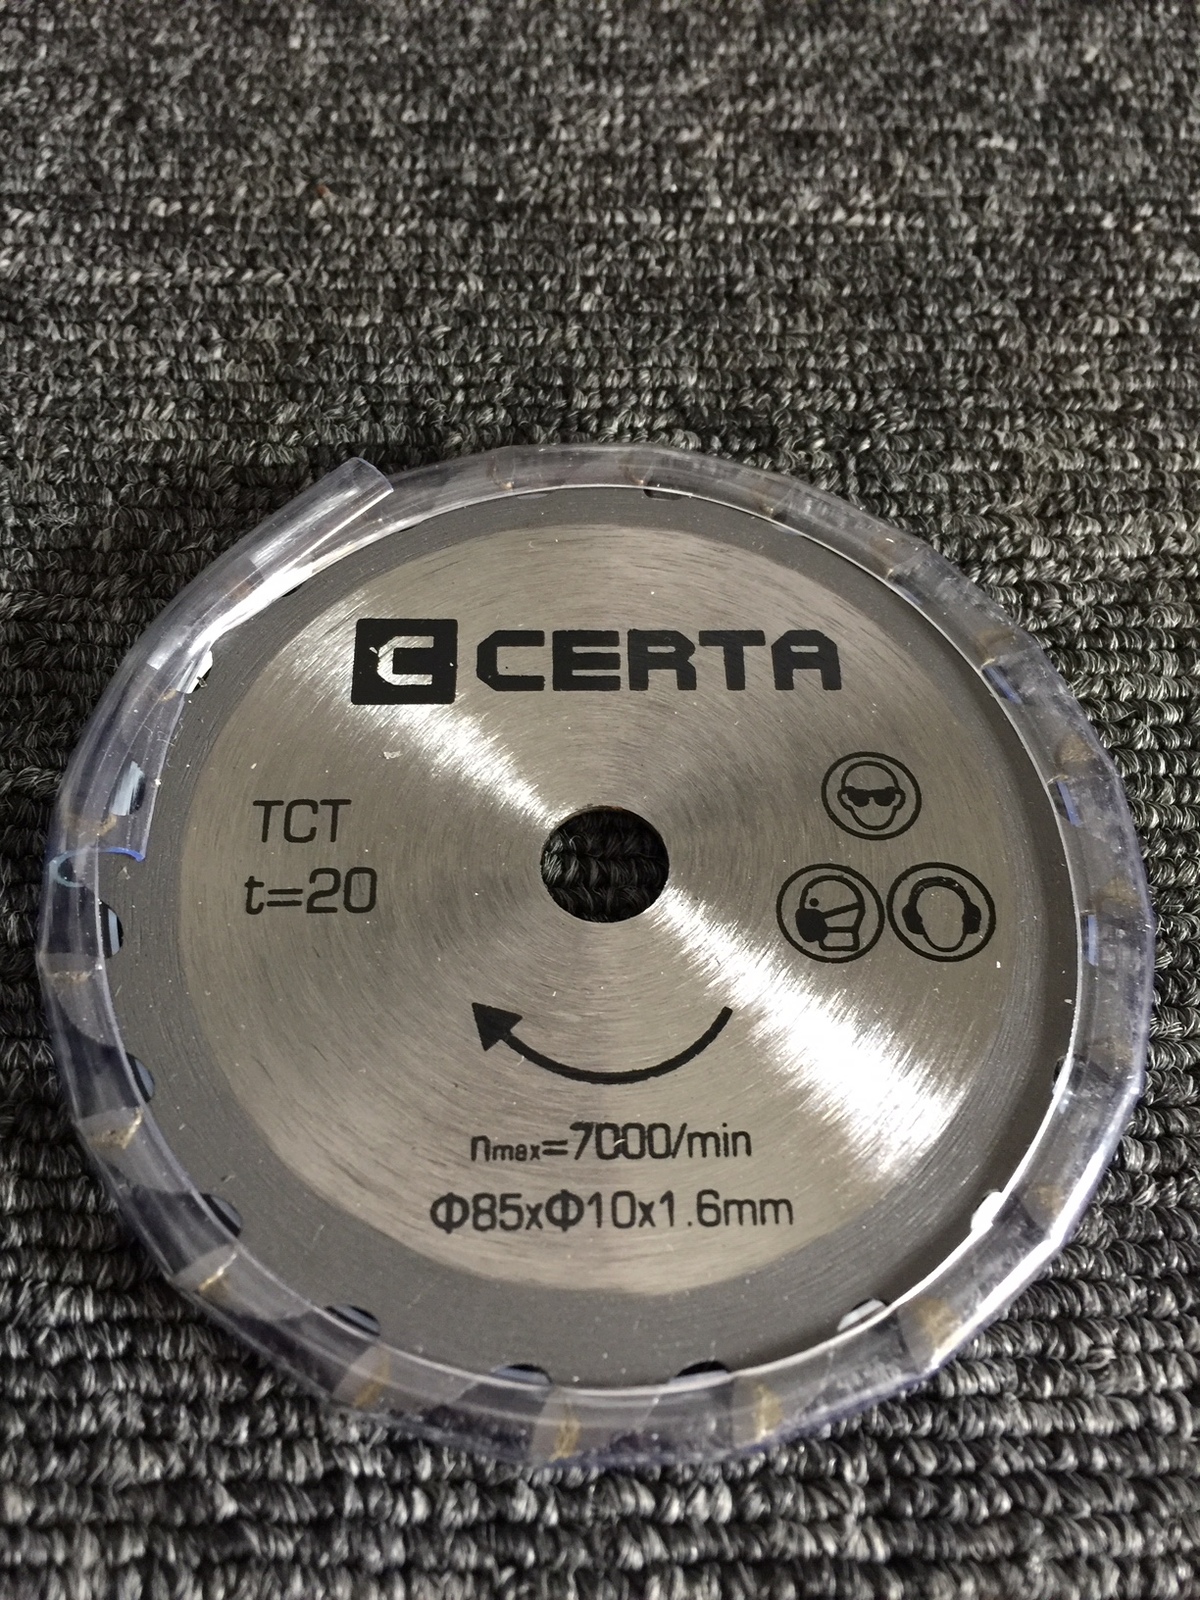 CERTA
TCT
t=20
nmax=7000/min
Φ85xΦ10x1.6mm